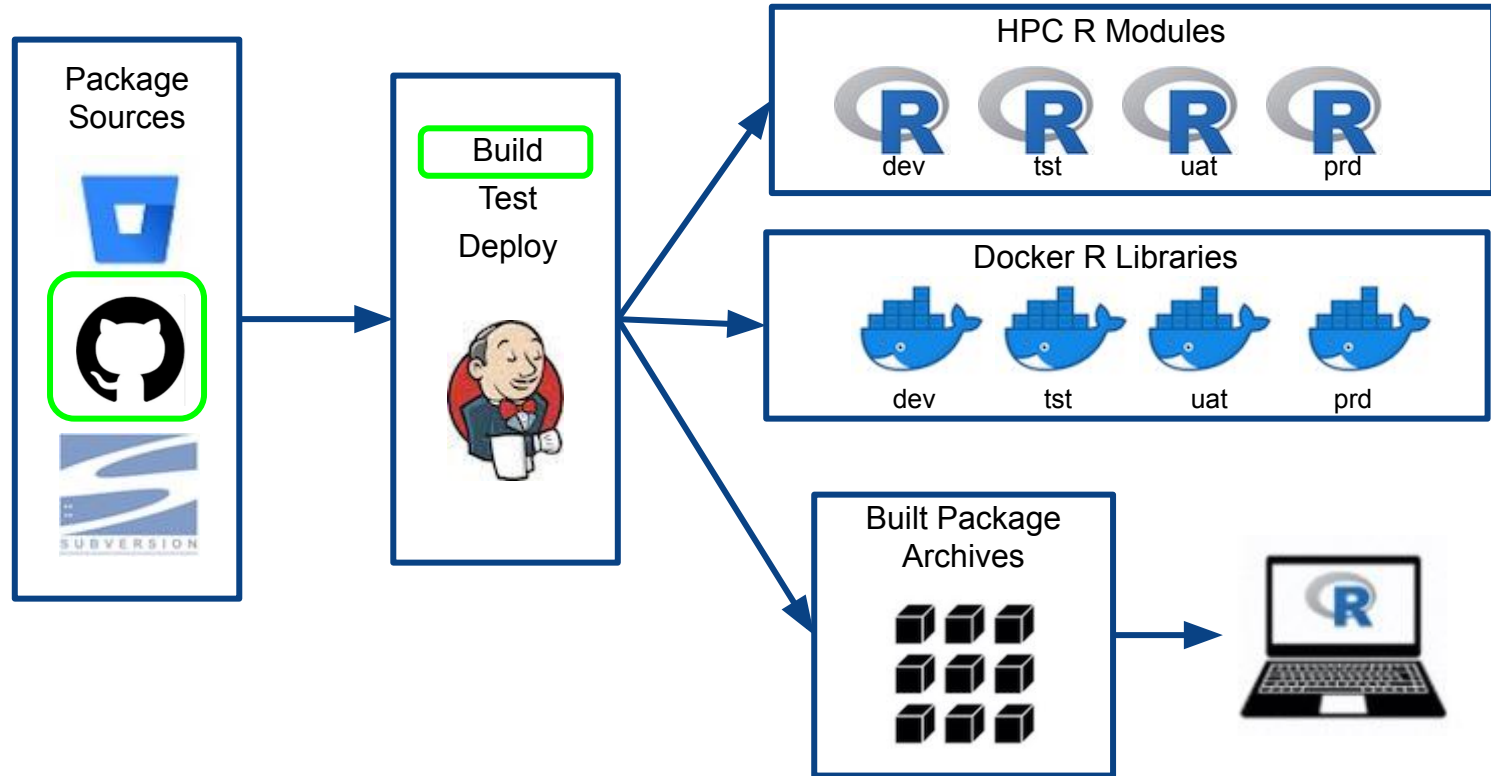 Package
Sources
SUBVERSION
Build
Test
Deploy
HPC R Modules
R R R R
dev tst uat prd
Docker R Libraries
dev tst uat prd
Built Package
Archives
R